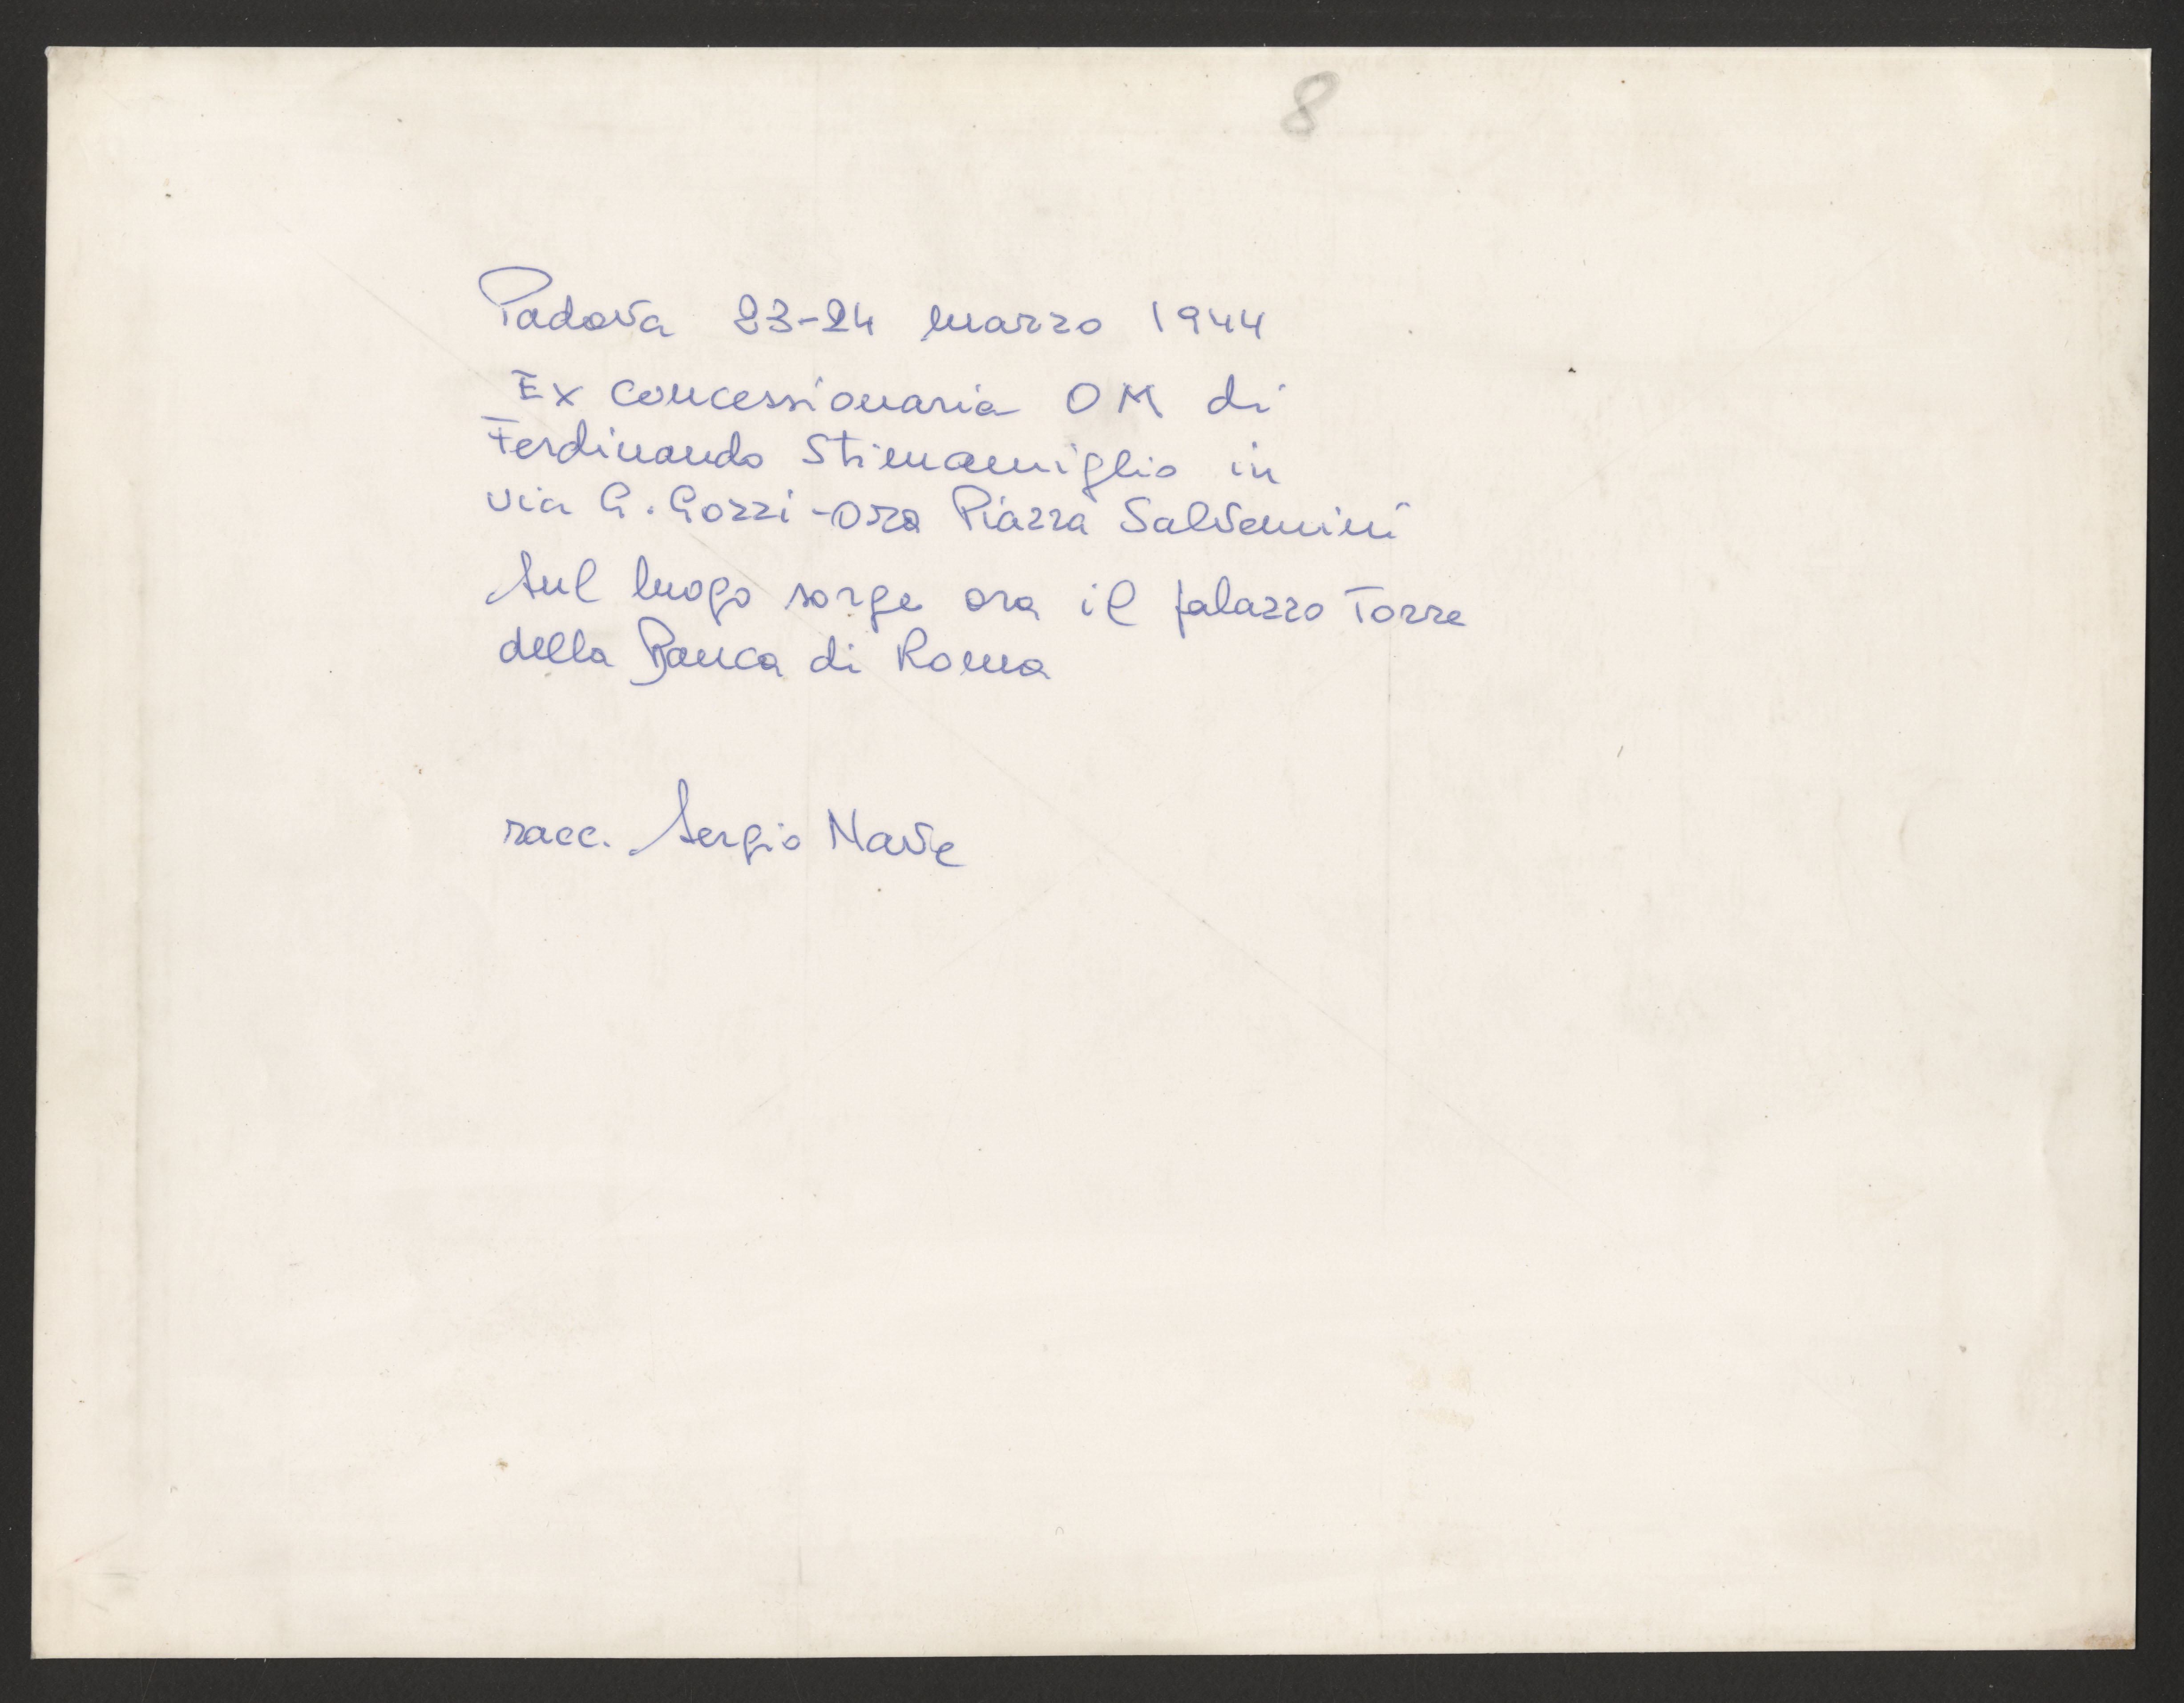 8
Padova 23-24 marzo 1944
Ex concessionaria OM di
Ferdinando Stimamiglio in
via G. Gozzi - ora Piazza Salvemini
Sul luogo sorge ora il palazzo Torre
della Banca di Roma
racc. Sergio Nave